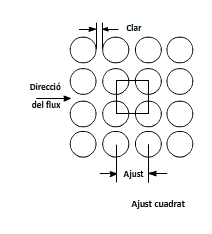 Clar
Direcció
del flux
Ajust
Ajust cuadrat